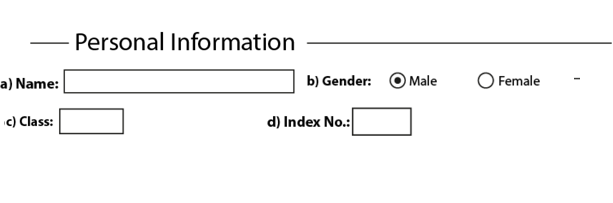 Personal Information
a) Name:
b) Gender: Male Female -
c) Class:
d) Index No.: